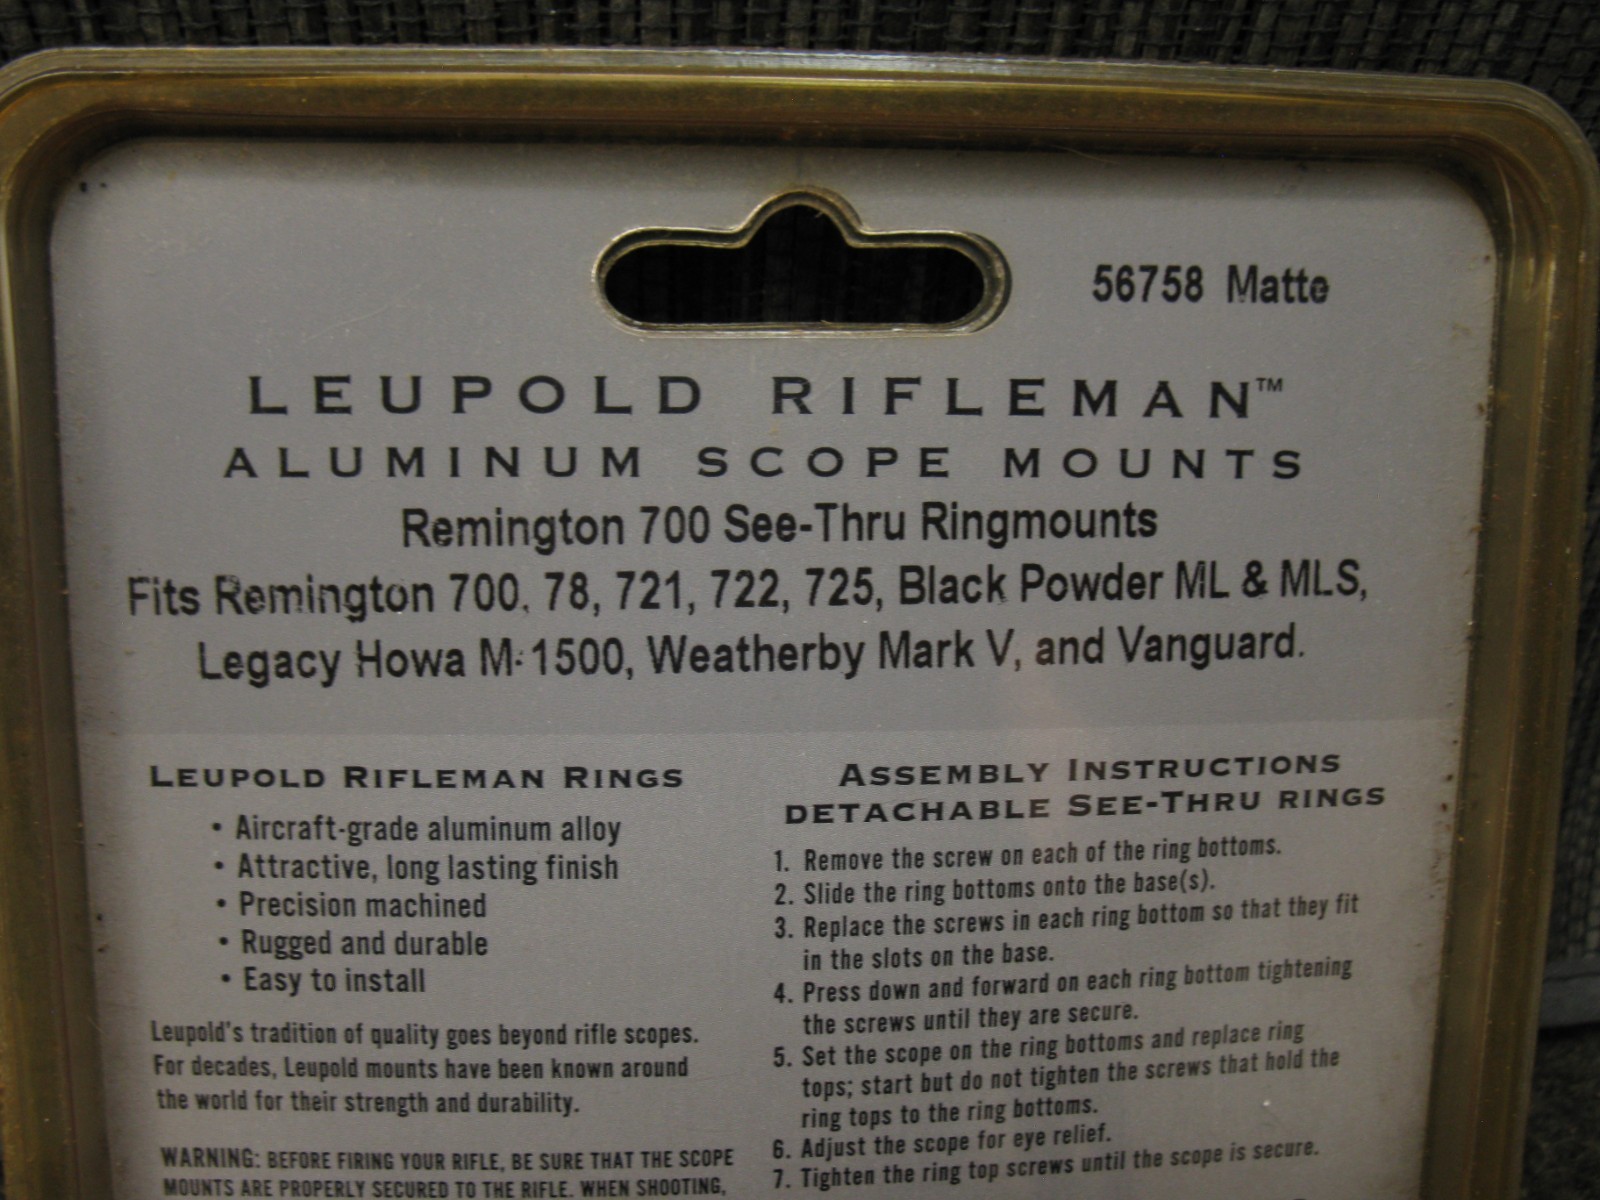 56758 Matte
LEUPOLD RIFLEMAN™
ALUMINUM SCOPE MOUNTS
Remington 700 See-Thru Ringmounts
Fits Remington 700, 78, 721, 722, 725, Black Powder ML & MLS,
Legacy Howa M-1500, Weatherby Mark V, and Vanguard.
LEUPOLD RIFLEMAN RINGS
• Aircraft-grade aluminum alloy
• Attractive, long lasting finish
• Precision machined
• Rugged and durable
• Easy to install
Leupold's tradition of quality goes beyond rifle scopes.
For decades, Leupold mounts have been known around
the world for their strength and durability.
WARNING: BEFORE FIRING YOUR RIFLE, BE SURE THAT THE SCOPE
MOUNTS ARE PROPERLY SECURED TO THE RIFLE. WHEN SHOOTING,
ASSEMBLY INSTRUCTIONS
DETACHABLE SEE-THRU RINGS
1. Remove the screw on each of the ring bottoms.
2. Slide the ring bottoms onto the base(s).
3. Replace the screws in each ring bottom so that they fit
in the slots on the base.
4. Press down and forward on each ring bottom tightening
the screws until they are secure.
5. Set the scope on the ring bottoms and replace ring
tops; start but do not tighten the screws that hold the
ring tops to the ring bottoms.
6. Adjust the scope for eye relief.
7. Tighten the ring top screws until the scope is secure.